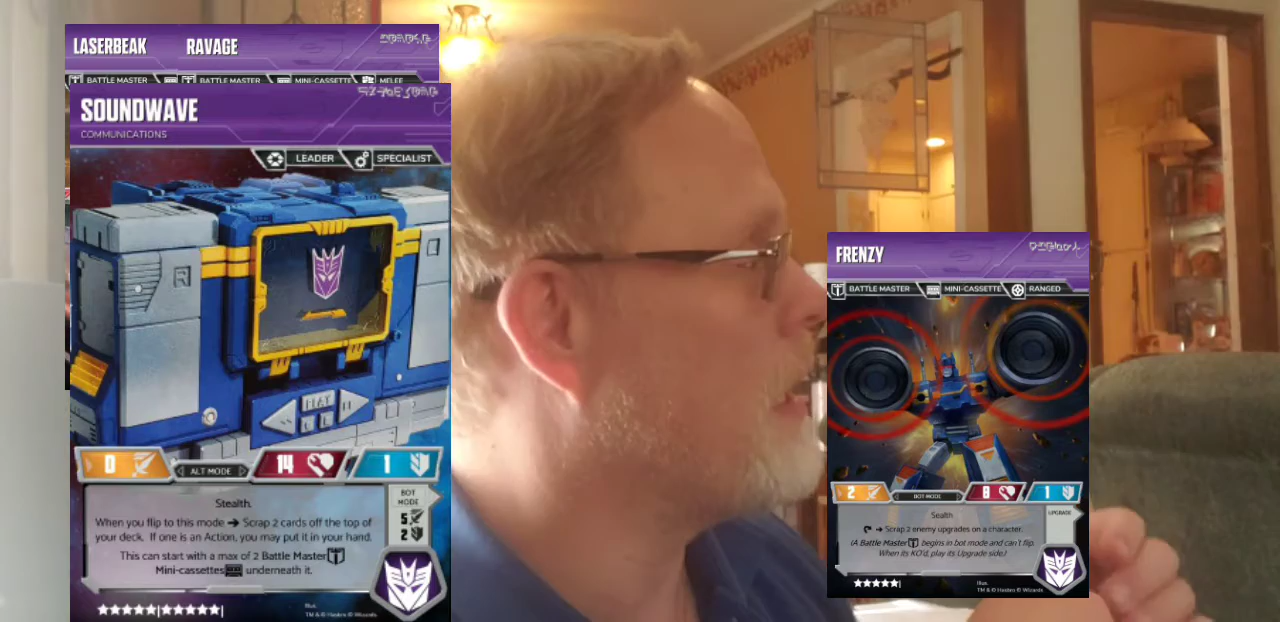 LASERBEAK RAVAGE
BATTLE MASTER BATTLE MASTER MINI-CASSETTE MELEE
SOUNDWAVE
COMMUNICATIONS
LEADER SPECIALIST
R
0 ALT MODE 14 1
Stealth.
When you flip to this mode → Scrap 2 cards off the top of
your deck. If one is an Action, you may put it in your hand.
This can start with a max of 2 Battle Master
Mini-cassettes underneath it.
BOT
MODE
5
2
Illus.
TM & © Hasbro © Wizards
FRENZY
BATTLE MASTER MINI-CASSETTE RANGED
2 BOT MODE 8 1
Sealth
→ Scrap 2 enemy upgrades on a character.
(A Battle Master begins in bot mode and can't flip.
When its KO'd, play its Upgrade side.)
UPGRADE
Illus.
TM & © Hasbro © Wizards